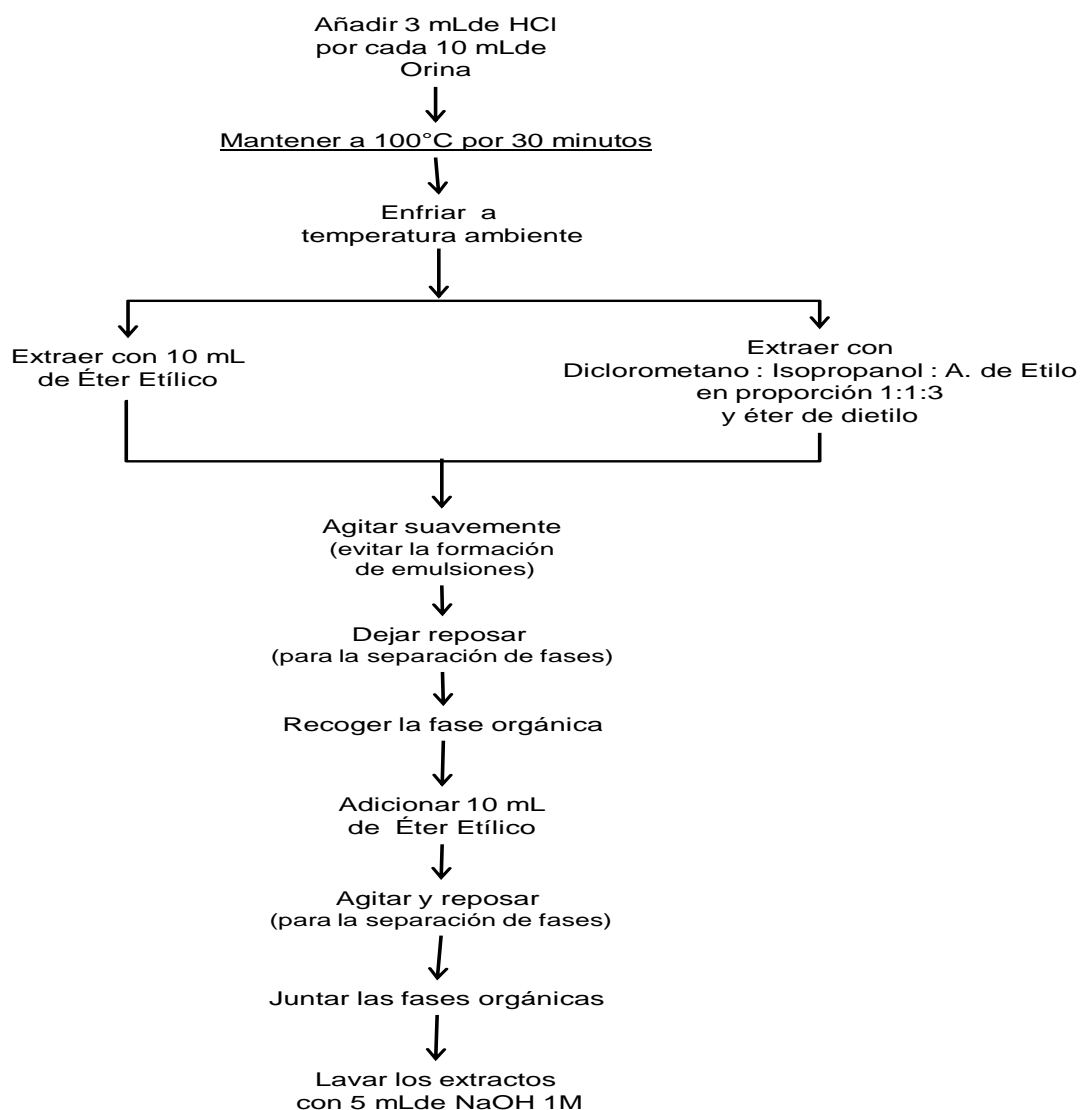 Añadir 3 mLde HCl
por cada 10 mLde
Orina
Mantener a 100°C por 30 minutos
Enfriar a
temperatura ambiente
Extraer con 10 mL
de Éter Etílico
Extraer con
Diclorometano : Isopropanol : A. de Etilo
en proporción 1:1:3
y éter de dietilo
Agitar suavemente
(evitar la formación
de emulsiones)
Dejar reposar
(para la separación de fases)
Recoger la fase orgánica
Adicionar 10 mL
de Éter Etílico
Agitar y reposar
(para la separación de fases)
Juntar las fases orgánicas
Lavar los extractos
con 5 mLde NaOH 1M